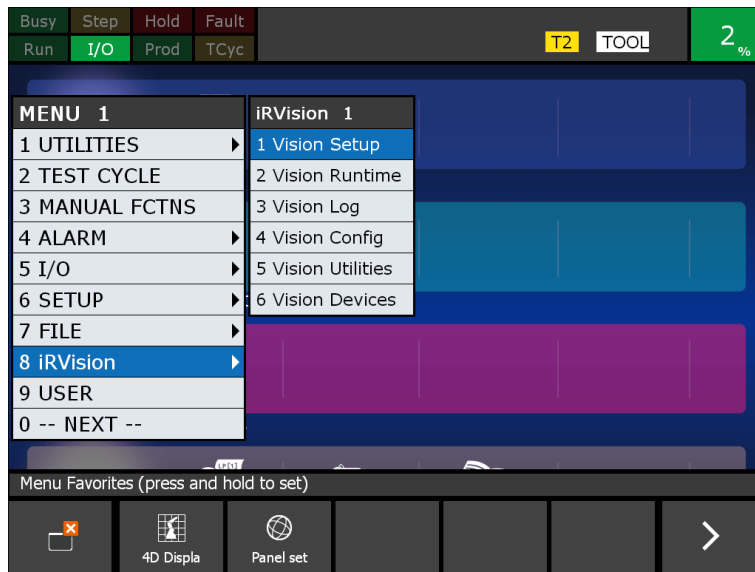 Busy Step Hold Fault
Run I/O Prod TCyc
T2 TOOL
2%
MENU 1
1 UTILITIES
2 TEST CYCLE
3 MANUAL FCTNS
4 ALARM
5 I/O
6 SETUP
7 FILE
8 iRVision
9 USER
0 -- NEXT --
iRVision 1
1 Vision Setup
2 Vision Runtime
3 Vision Log
4 Vision Config
5 Vision Utilities
6 Vision Devices
LP[1]
Menu Favorites (press and hold to set)
4D Displa
Panel set